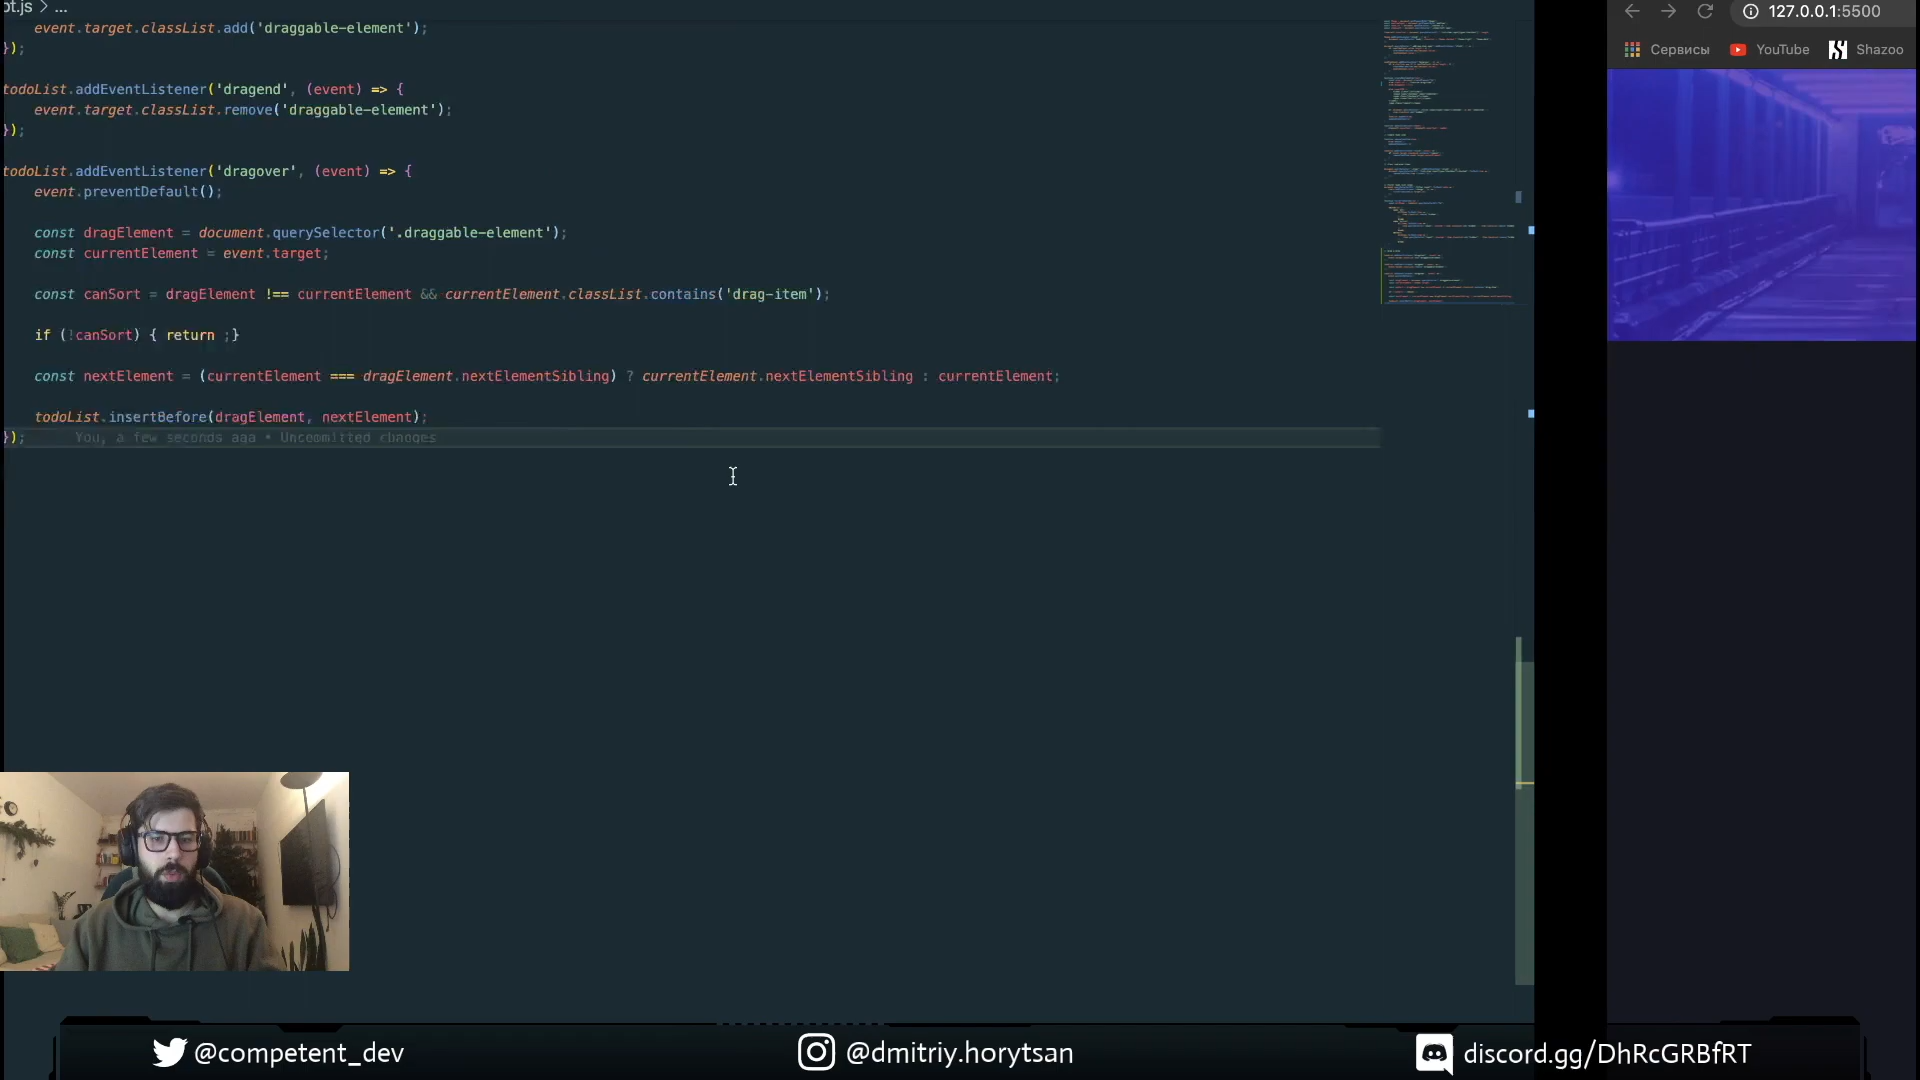 pt.js > ...
event.target.classList.add('draggable-element');
});
todoList.addEventListener('dragend', (event) => {
event.target.classList.remove('draggable-element');
});
todoList.addEventListener('dragover', (event) => {
event.preventDefault();
const dragElement = document.querySelector('.draggable-element');
const currentElement = event.target;
const canSort = dragElement !== currentElement && currentElement.classList.contains('drag-item');
if (!canSort) { return ;}
const nextElement = (currentElement === dragElement.nextElementSibling) ? currentElement.nextElementSibling : currentElement;
todoList.insertBefore(dragElement, nextElement);
}); You, a few seconds ago • Uncommitted changes
127.0.0.1:5500
Сервисы YouTube Shazoo
@competent_dev @dmitriy.horytsan discord.gg/DhRcGRBfRT